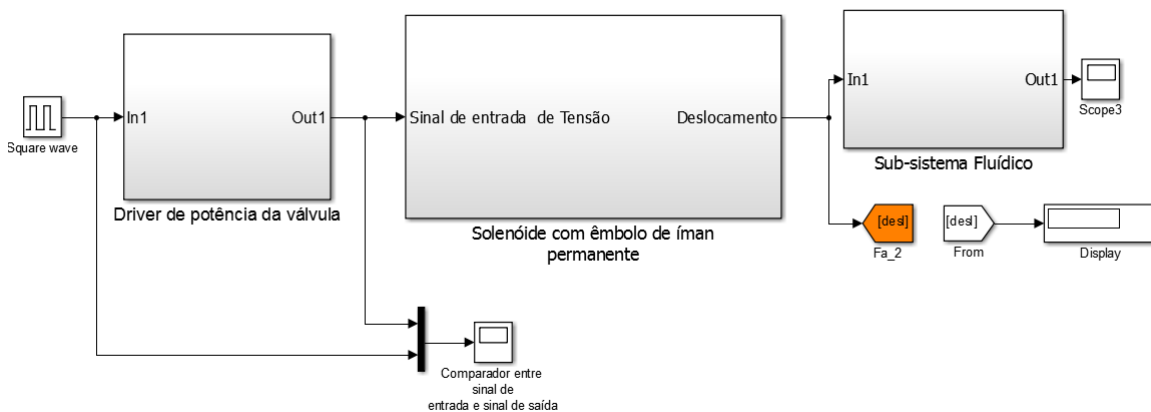 Square wave
In1
Out1
Driver de potência da válvula
Sinal de entrada de Tensão
Deslocamento
Solenóide com êmbolo de íman
permanente
In1
Out1
Sub-sistema Fluídico
Scope3
[desl]
Fa_2
[desl]
From
Display
Comparador entre
sinal de
entrada e sinal de saída